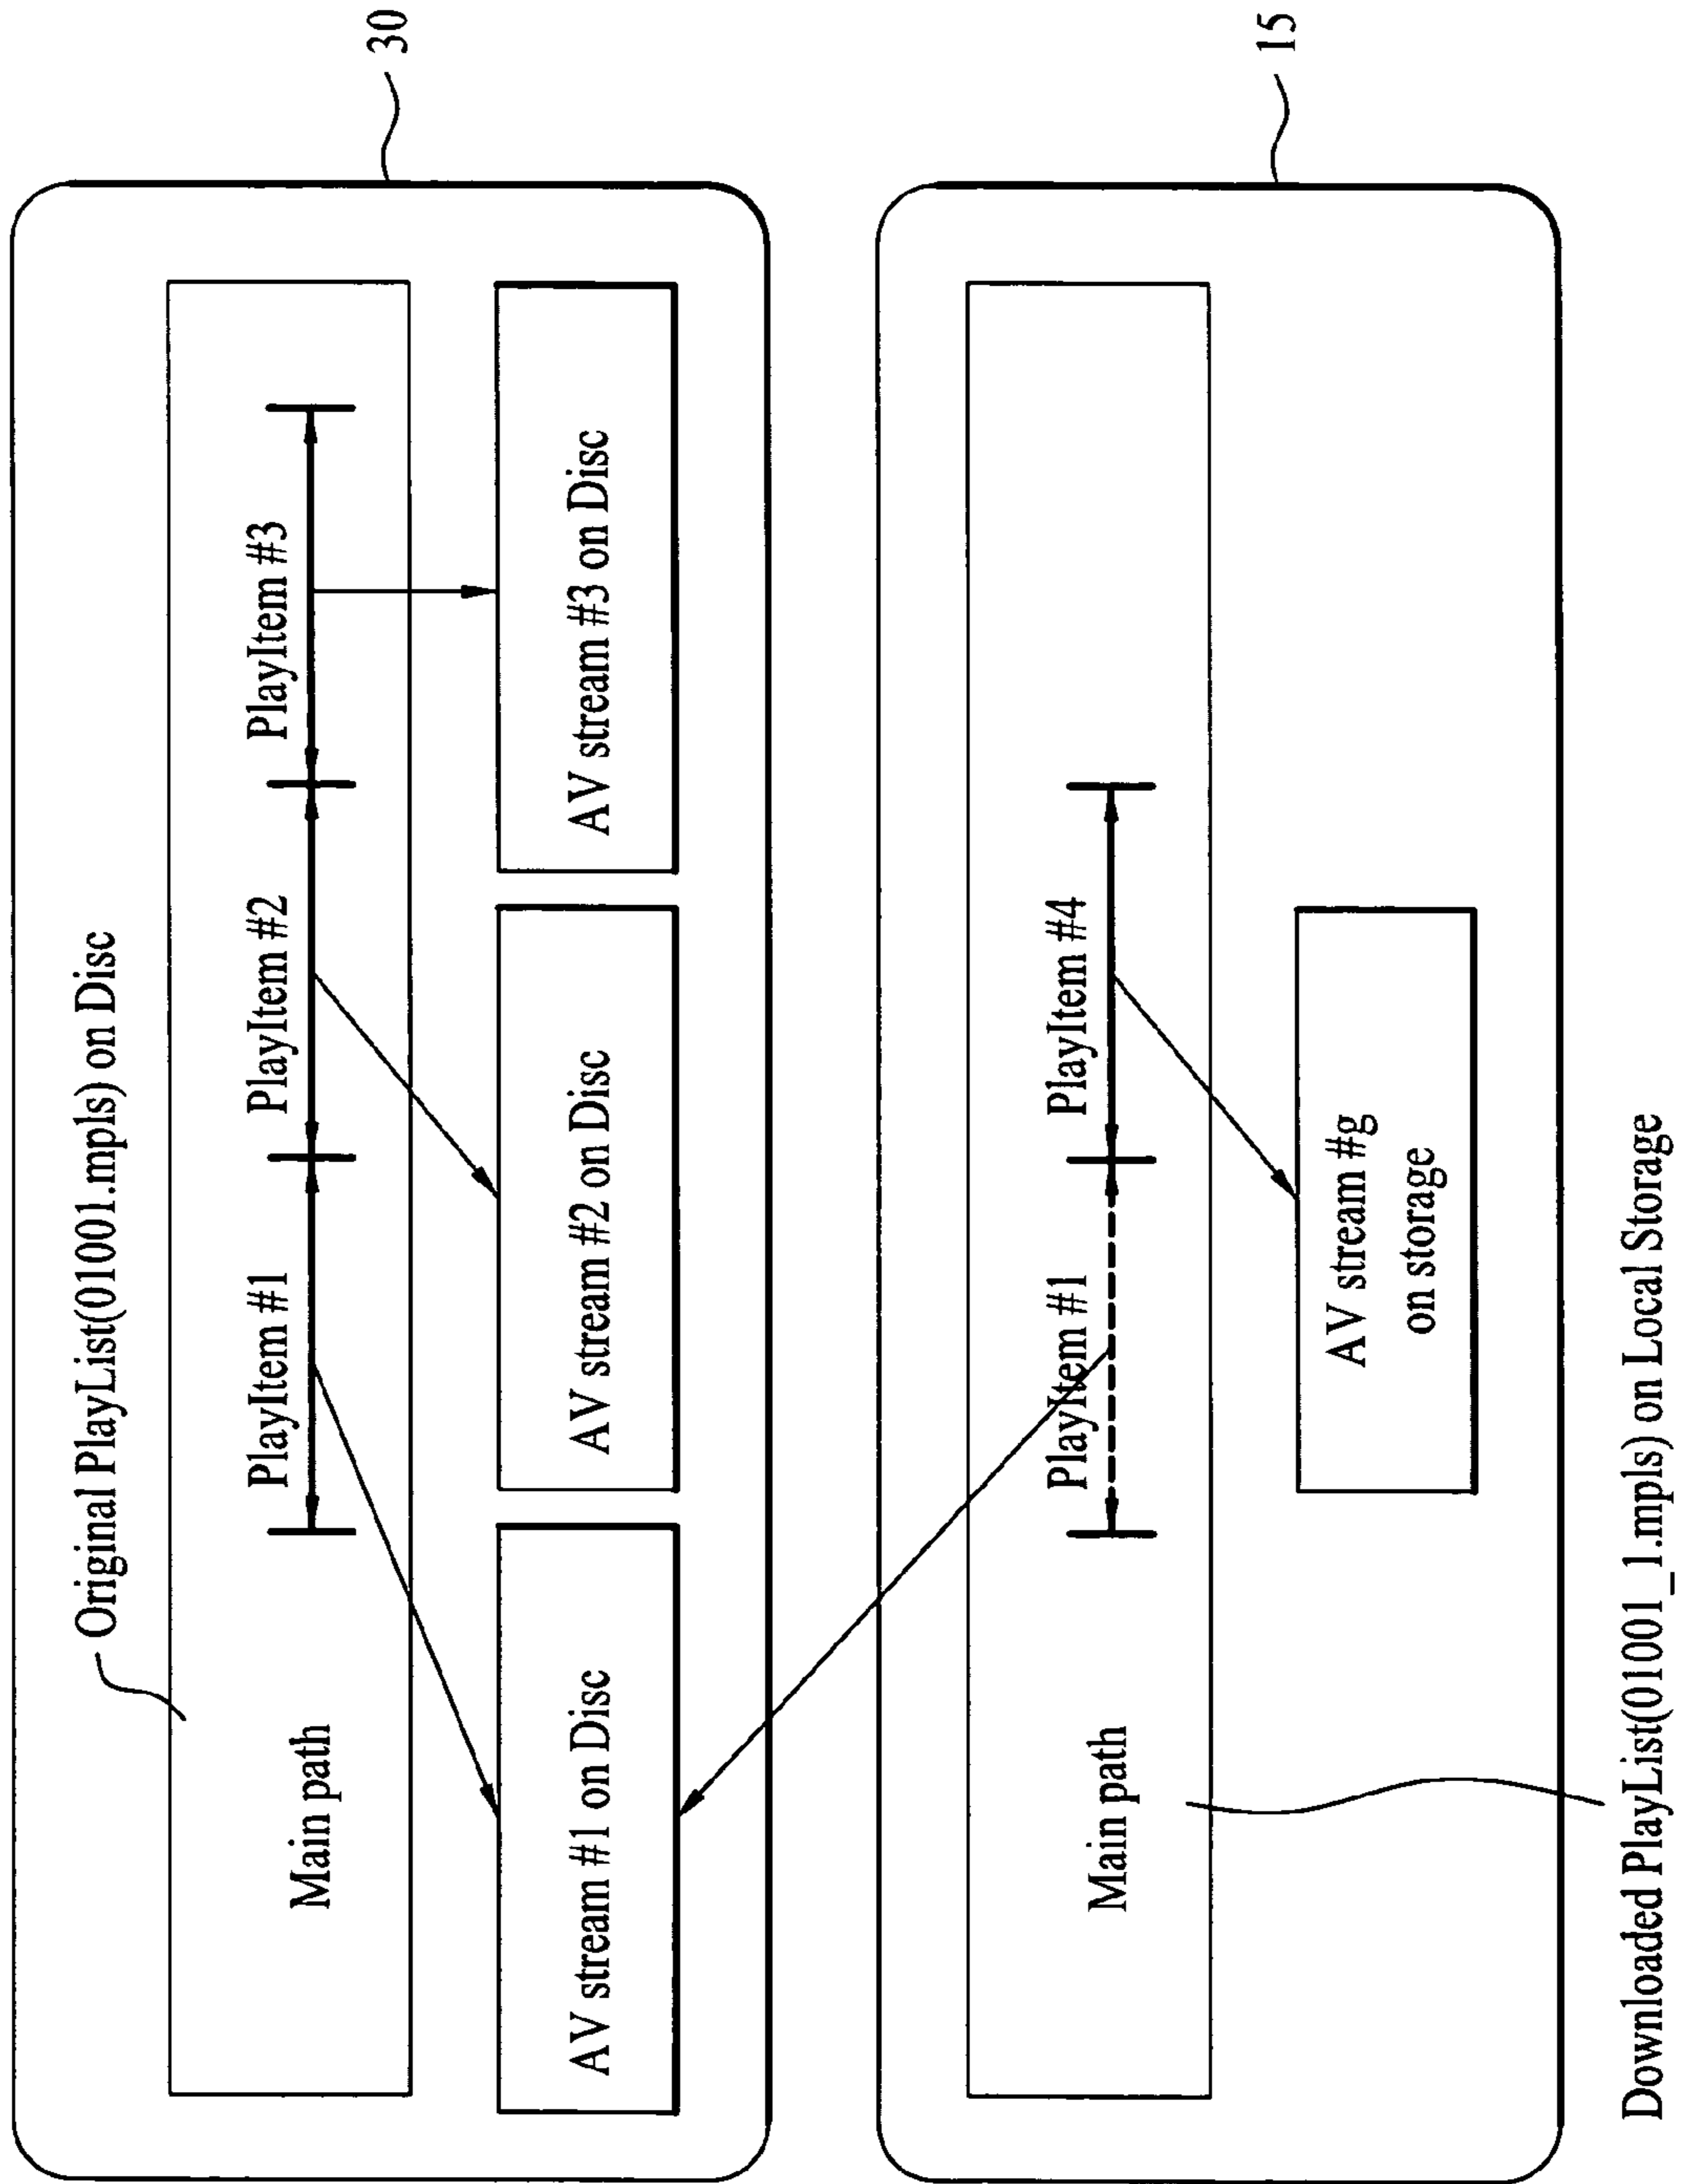 Original PlayList(01001.mpls) on Disc
30
Main path
PlayItem #1
PlayItem #2
PlayItem #3
AV stream #1 on Disc
AV stream #2 on Disc
AV stream #3 on Disc
15
Main path
PlayItem #1
PlayItem #4
AV stream #g
on storage
Downloaded PlayList(01001_1.mpls) on Local Storage